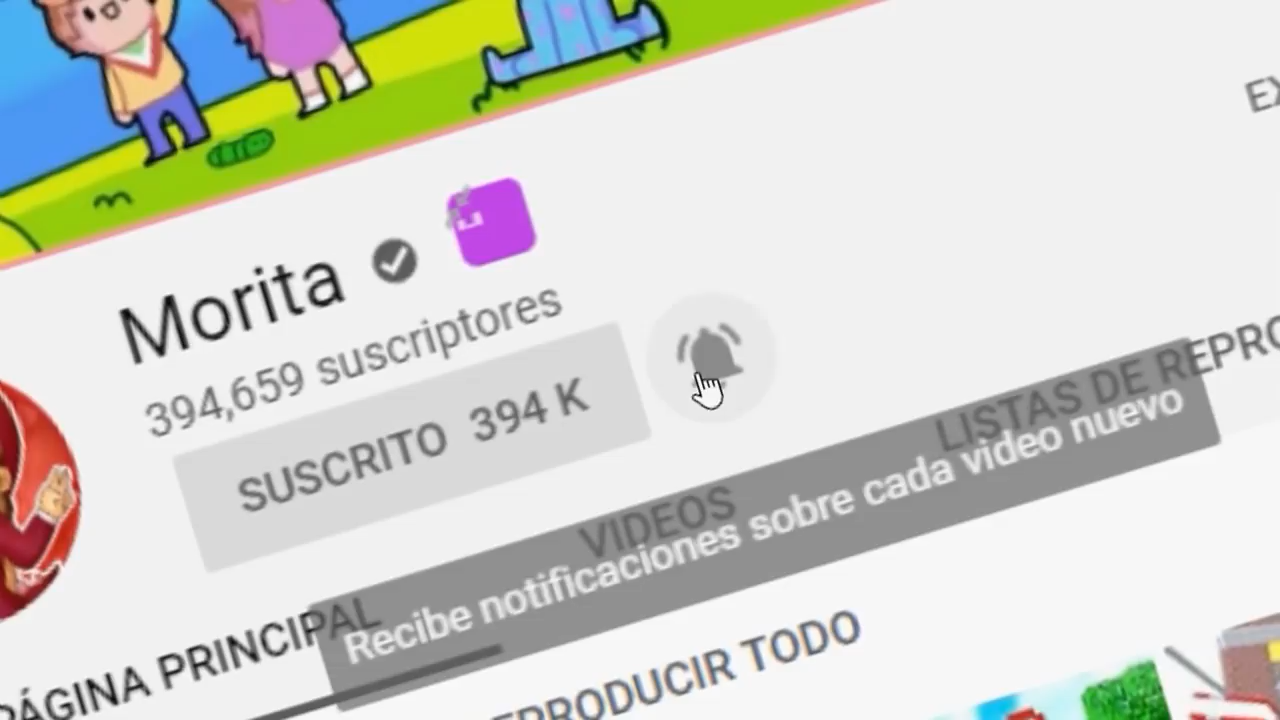 EX
Morita
394,659 suscriptores
SUSCRITO 394 K
LISTAS DE REPRO
Recibe notificaciones sobre cada video nuevo
PÁGINA PRINCIPAL
VIDEOS
REPRODUCIR TODO